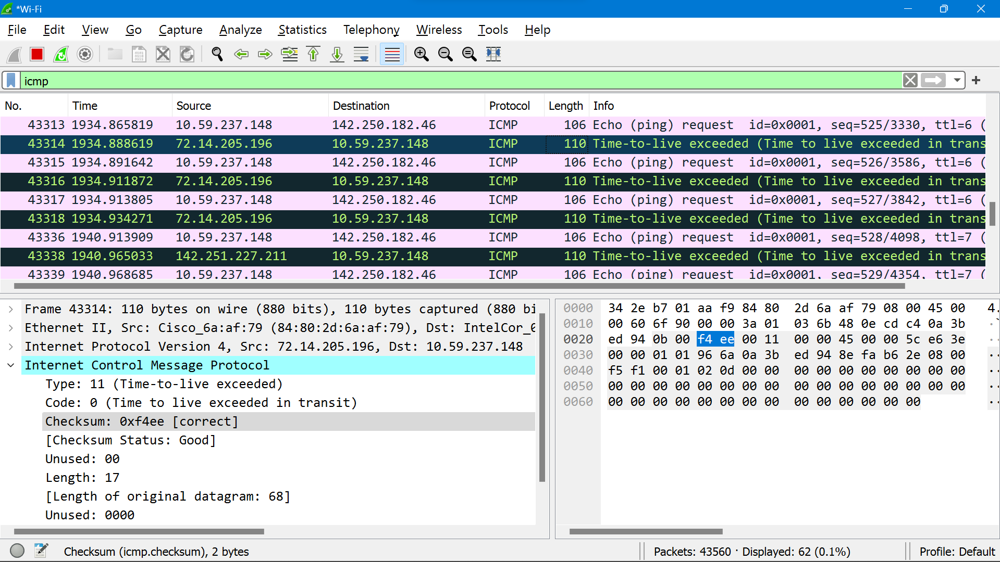 *Wi-Fi
File Edit View Go Capture Analyze Statistics Telephony Wireless Tools Help
icmp
No. Time Source Destination Protocol Length Info
43313 1934.865819 10.59.237.148 142.250.182.46 ICMP 106 Echo (ping) request id=0x0001, seq=525/3330, ttl=6 (
43314 1934.888619 72.14.205.196 10.59.237.148 ICMP 110 Time-to-live exceeded (Time to live exceeded in trans
43315 1934.891642 10.59.237.148 142.250.182.46 ICMP 106 Echo (ping) request id=0x0001, seq=526/3586, ttl=6 (
43316 1934.911872 72.14.205.196 10.59.237.148 ICMP 110 Time-to-live exceeded (Time to live exceeded in trans
43317 1934.913805 10.59.237.148 142.250.182.46 ICMP 106 Echo (ping) request id=0x0001, seq=527/3842, ttl=6 (
43318 1934.934271 72.14.205.196 10.59.237.148 ICMP 110 Time-to-live exceeded (Time to live exceeded in trans
43336 1940.913909 10.59.237.148 142.250.182.46 ICMP 106 Echo (ping) request id=0x0001, seq=528/4098, ttl=7 (
43338 1940.965033 142.251.227.211 10.59.237.148 ICMP 110 Time-to-live exceeded (Time to live exceeded in trans
43339 1940.968685 10.59.237.148 142.250.182.46 ICMP 106 Echo (ping) request id=0x0001, seq=529/4354, ttl=7 (
Frame 43314: 110 bytes on wire (880 bits), 110 bytes captured (880 bi
Ethernet II, Src: Cisco_6a:af:79 (84:80:2d:6a:af:79), Dst: IntelCor_0
Internet Protocol Version 4, Src: 72.14.205.196, Dst: 10.59.237.148
Internet Control Message Protocol
Type: 11 (Time-to-live exceeded)
Code: 0 (Time to live exceeded in transit)
Checksum: 0xf4ee [correct]
[Checksum Status: Good]
Unused: 00
Length: 17
[Length of original datagram: 68]
Unused: 0000
0000 34 2e b7 01 aa f9 84 80 2d 6a af 79 08 00 45 00 4.
0010 00 60 6f 90 00 00 3a 01 03 6b 48 0e cd c4 0a 3b ·`
0020 ed 94 0b 00 f4 ee 00 11 00 00 45 00 00 5c e6 3e ··
0030 00 00 01 01 96 6a 0a 3b ed 94 8e fa b6 2e 08 00 ··
0040 f5 f1 00 01 02 0d 00 00 00 00 00 00 00 00 00 00 ··
0050 00 00 00 00 00 00 00 00 00 00 00 00 00 00 00 00 ··
0060 00 00 00 00 00 00 00 00 00 00 00 00 00 00 ··
Checksum (icmp.checksum), 2 bytes
Packets: 43560 · Displayed: 62 (0.1%)
Profile: Default